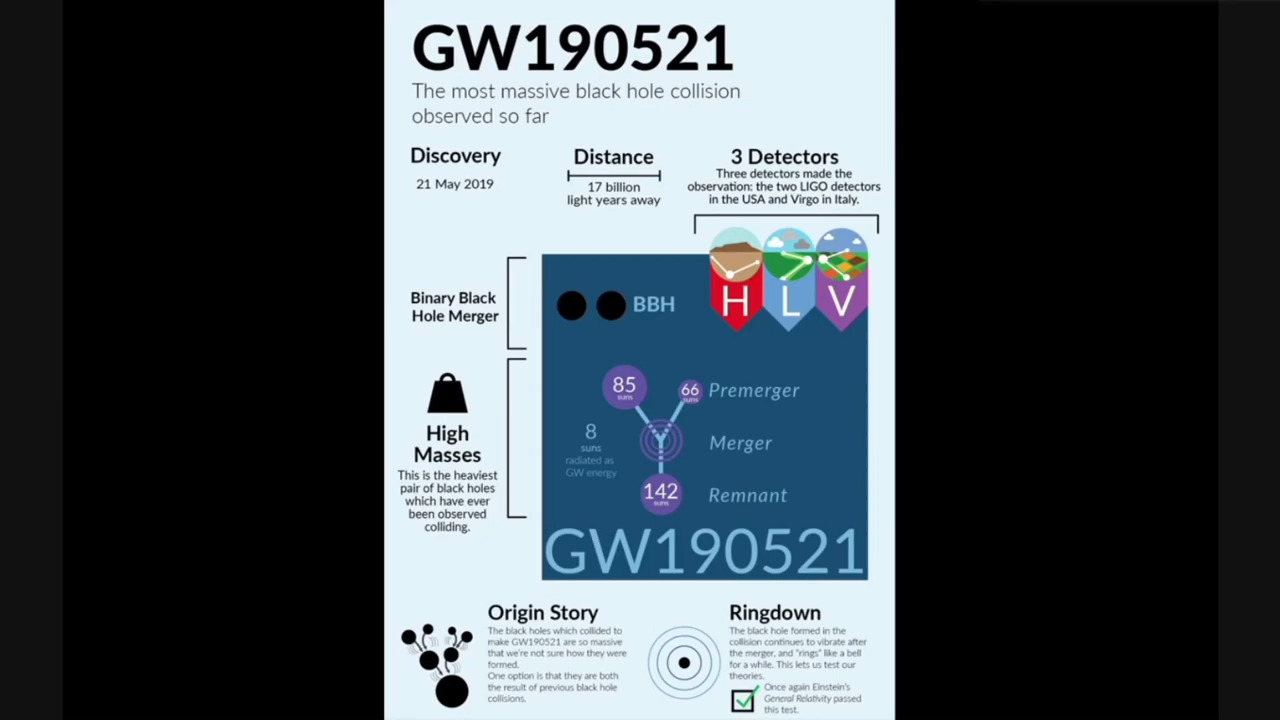 GW190521
The most massive black hole collision
observed so far
Discovery
21 May 2019
Distance
17 billion
light years away
3 Detectors
Three detectors made the
observation: the two LIGO detectors
in the USA and Virgo in Italy.
H L V
Binary Black
Hole Merger
BBH
High
Masses
This is the heaviest
pair of black holes
which have ever
been observed
colliding.
85
suns
66
suns
Premerger
8
suns
radiated as
GW energy
Merger
142
suns
Remnant
GW190521
Origin Story
The black holes which collided to
make GW190521 are so massive
that we're not sure how they were
formed.
One option is that they are both
the result of previous black hole
collisions.
Ringdown
The black hole formed in the
collision continues to vibrate after
the merger, and "rings" like a bell
for a while. This lets us test our
theories.
Once again Einstein's
General Relativity passed
this test.